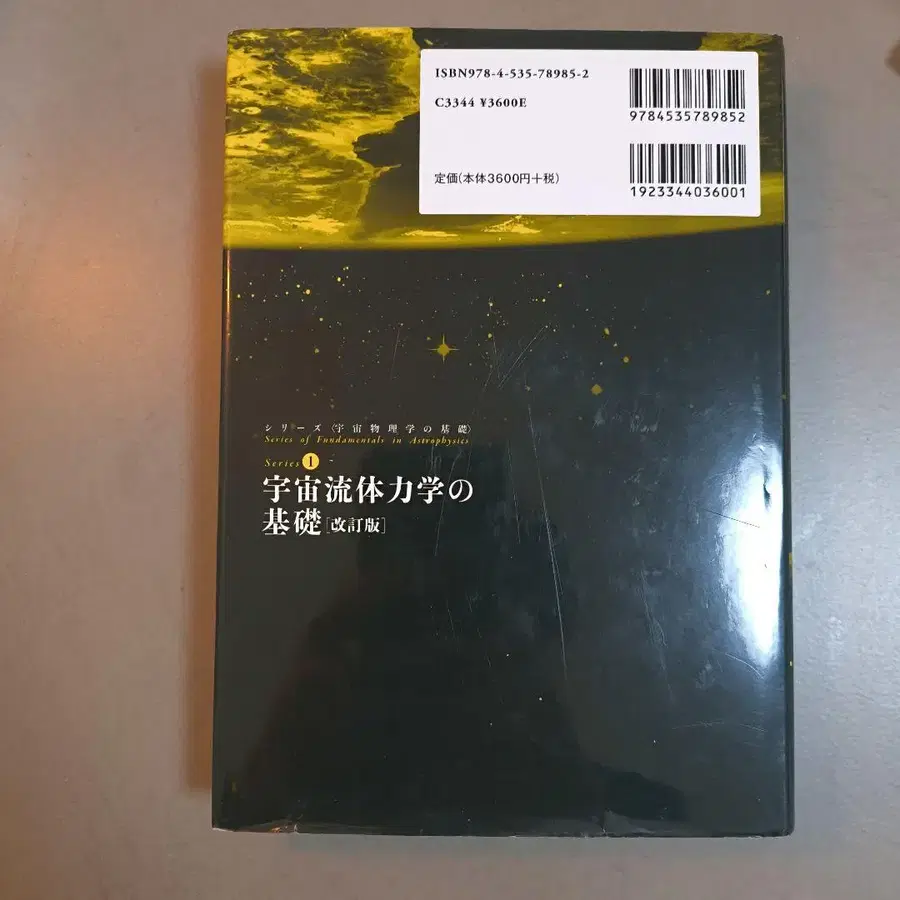 ISBN978-4-535-78985-2
C3344 ¥3600E
定価(本体3600円+税)
9784535789852
1923344036001
シリーズ〈宇宙物理学の基礎〉
Series of Fundamentals in Astrophysics
Series 1
宇宙流体力学の
基礎[改訂版]